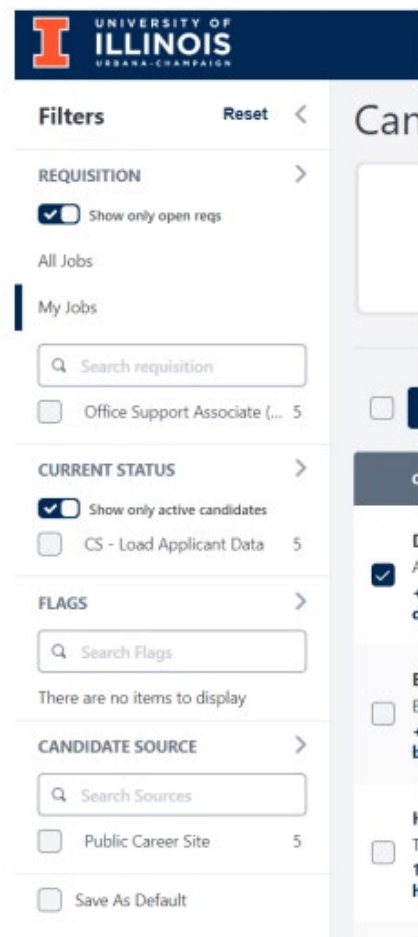 UNIVERSITY OF
ILLINOIS
URBANA-CHAMPAIGN
Filters Reset
REQUISITION
Show only open reqs
All Jobs
My Jobs
Search requisition
Office Support Associate (... 5
CURRENT STATUS
Show only active candidates
CS - Load Applicant Data 5
FLAGS
Search Flags
There are no items to display
CANDIDATE SOURCE
Search Sources
Public Career Site 5
Save As Default